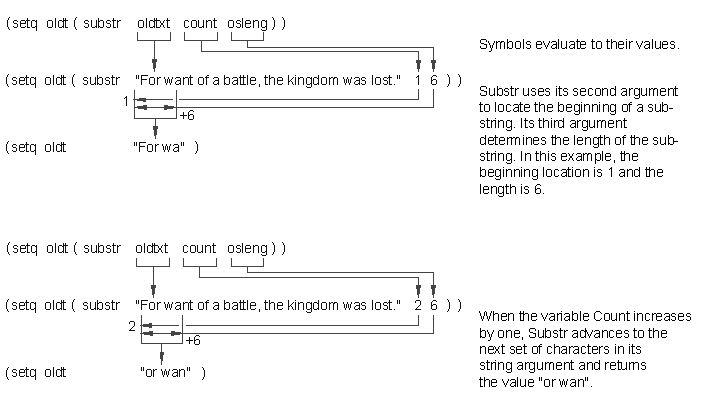 (setq oldt ( substr oldtxt count osleng ) )
Symbols evaluate to their values.
(setq oldt ( substr "For want of a battle, the kingdom was lost." 1 6 ) )
1
+6
Substr uses its second argument
to locate the beginning of a sub-
string. Its third argument
determines the length of the sub-
string. In this example, the
beginning location is 1 and the
length is 6.
(setq oldt "For wa" )
(setq oldt ( substr oldtxt count osleng ) )
(setq oldt ( substr "For want of a battle, the kingdom was lost." 2 6 ) )
2
+6
When the variable Count increases
by one, Substr advances to the
next set of characters in its
string argument and returns
the value "or wan".
(setq oldt "or wan" )